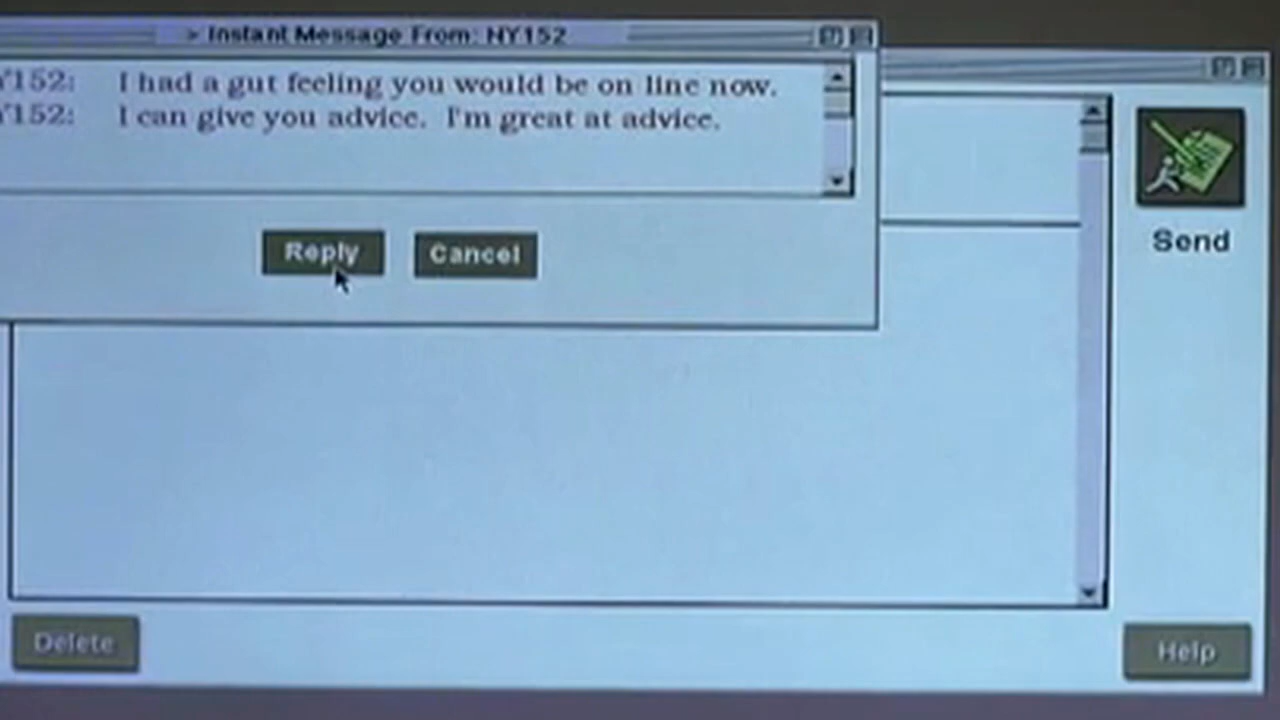 > Instant Message From: NY152
Y152: I had a gut feeling you would be on line now.
Y152: I can give you advice. I'm great at advice.
Reply
Cancel
Send
Delete
Help